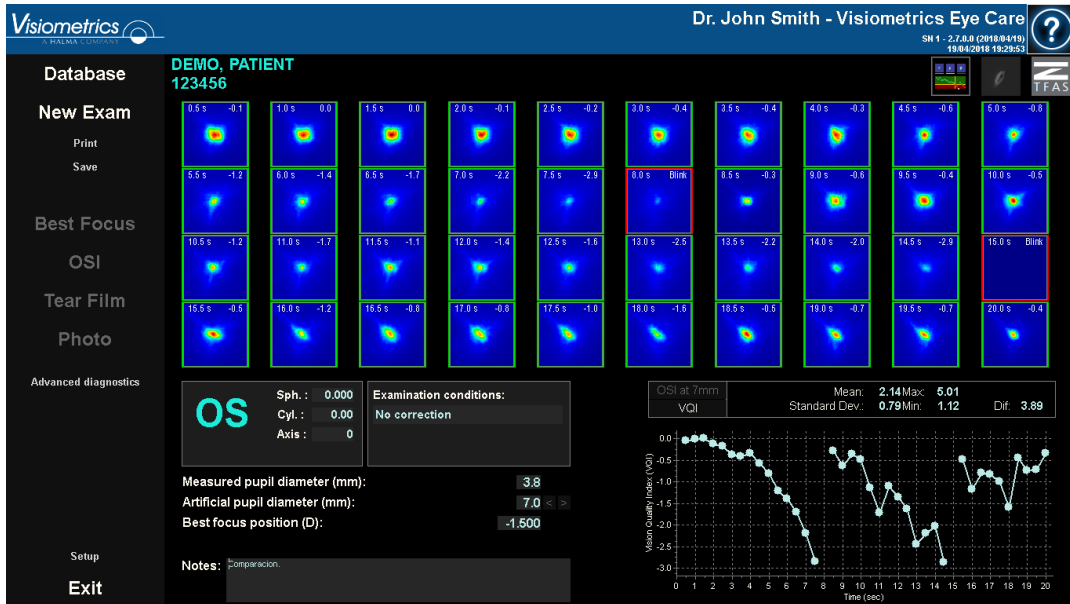 Visiometrics
A HALMA COMPANY
Dr. John Smith - Visiometrics Eye Care
SN 1 - 2.7.0.0 (2018/04/19)
19/04/2018 19:29:53
?
Database
New Exam
Print
Save
Best Focus
OSI
Tear Film
Photo
Advanced diagnostics
Setup
Exit
DEMO, PATIENT
123456
TFAS
0.5 s -0.1 1.0 s 0.0 1.5 s 0.0 2.0 s -0.1 2.5 s -0.2 3.0 s -0.4 3.5 s -0.4 4.0 s -0.3 4.5 s -0.6 5.0 s -0.8
5.5 s -1.2 6.0 s -1.4 6.5 s -1.7 7.0 s -2.2 7.5 s -2.9 8.0 s Blink 8.5 s -0.3 9.0 s -0.6 9.5 s -0.4 10.0 s -0.5
10.5 s -1.2 11.0 s -1.7 11.5 s -1.1 12.0 s -1.4 12.5 s -1.6 13.0 s -2.5 13.5 s -2.2 14.0 s -2.0 14.5 s -2.9 15.0 s Blink
15.5 s -0.5 16.0 s -1.2 16.5 s -0.8 17.0 s -0.8 17.5 s -1.0 18.0 s -1.6 18.5 s -0.5 19.0 s -0.7 19.5 s -0.7 20.0 s -0.4
OS
Sph. : 0.000
Cyl. : 0.00
Axis : 0
Examination conditions:
No correction
Measured pupil diameter (mm): 3.8
Artificial pupil diameter (mm): 7.0 < >
Best focus position (D): -1.500
Notes: Comparacion.
OSI at 7mm
VQI
Mean: 2.14 Max: 5.01
Standard Dev.: 0.79 Min: 1.12 Dif: 3.89
Vision Quality Index (VQI)
0.0
-0.5
-1.0
-1.5
-2.0
-2.5
-3.0
0 1 2 3 4 5 6 7 8 9 10 11 12 13 14 15 16 17 18 19 20
Time (sec)